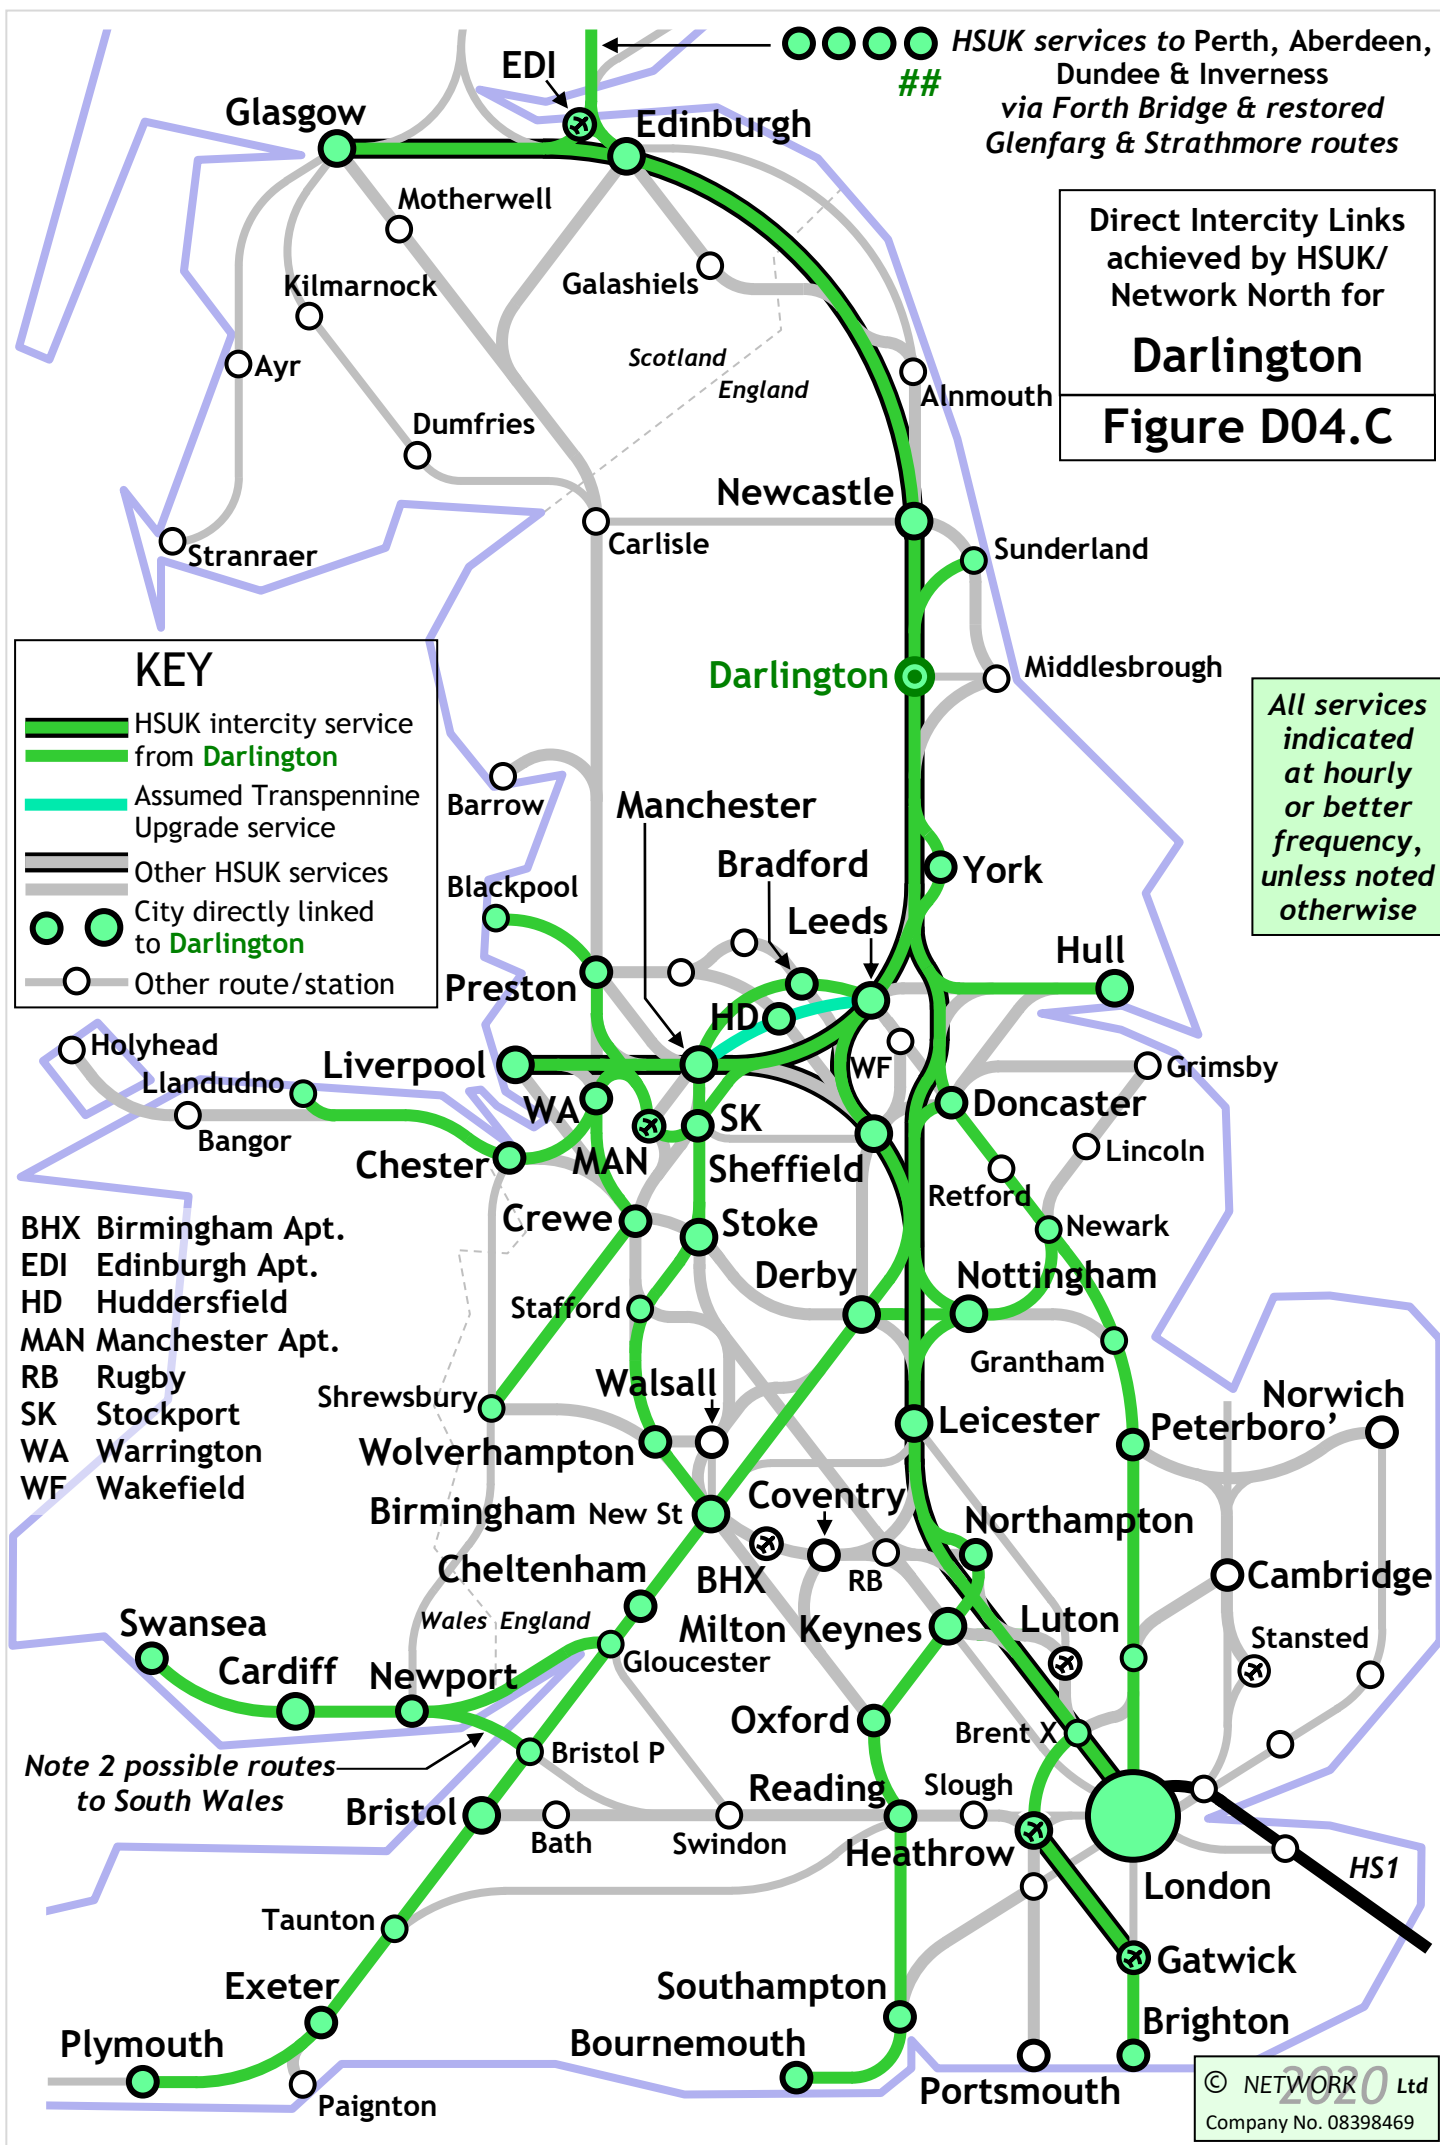 HSUK services to Perth, Aberdeen,
Dundee & Inverness
via Forth Bridge & restored
Glenfarg & Strathmore routes
##
EDI
Glasgow
Edinburgh
Motherwell
Direct Intercity Links
achieved by HSUK/
Network North for
Darlington
Figure D04.C
Galashiels
Kilmarnock
Scotland
England
Ayr
Alnmouth
Dumfries
Newcastle
Carlisle
Sunderland
Stranraer
Darlington
Middlesbrough
KEY
HSUK intercity service
from Darlington
Assumed Transpennine
Upgrade service
Other HSUK services
City directly linked
to Darlington
Other route/station
All services
indicated
at hourly
or better
frequency,
unless noted
otherwise
Barrow
Manchester
Bradford
York
Blackpool
Leeds
Hull
Preston
HD
Holyhead
Llandudno
Liverpool
WF
Grimsby
Bangor
WA
SK
Doncaster
Chester
MAN
Sheffield
Lincoln
Retford
BHX Birmingham Apt.
EDI Edinburgh Apt.
HD Huddersfield
MAN Manchester Apt.
RB Rugby
SK Stockport
WA Warrington
WF Wakefield
Crewe
Stoke
Newark
Derby
Nottingham
Stafford
Grantham
Shrewsbury
Walsall
Norwich
Leicester
Peterboro’
Wolverhampton
Coventry
Birmingham New St
Northampton
Cheltenham
BHX
RB
Cambridge
Wales England
Swansea
Milton Keynes
Luton
Stansted
Gloucester
Cardiff
Newport
Oxford
Brent X
Bristol P
Note 2 possible routes
to South Wales
Reading
Slough
Bristol
Bath
Swindon
Heathrow
HS1
London
Taunton
Gatwick
Exeter
Southampton
Brighton
Plymouth
Bournemouth
Portsmouth
Paignton
© NETWORK 2020 Ltd
Company No. 08398469